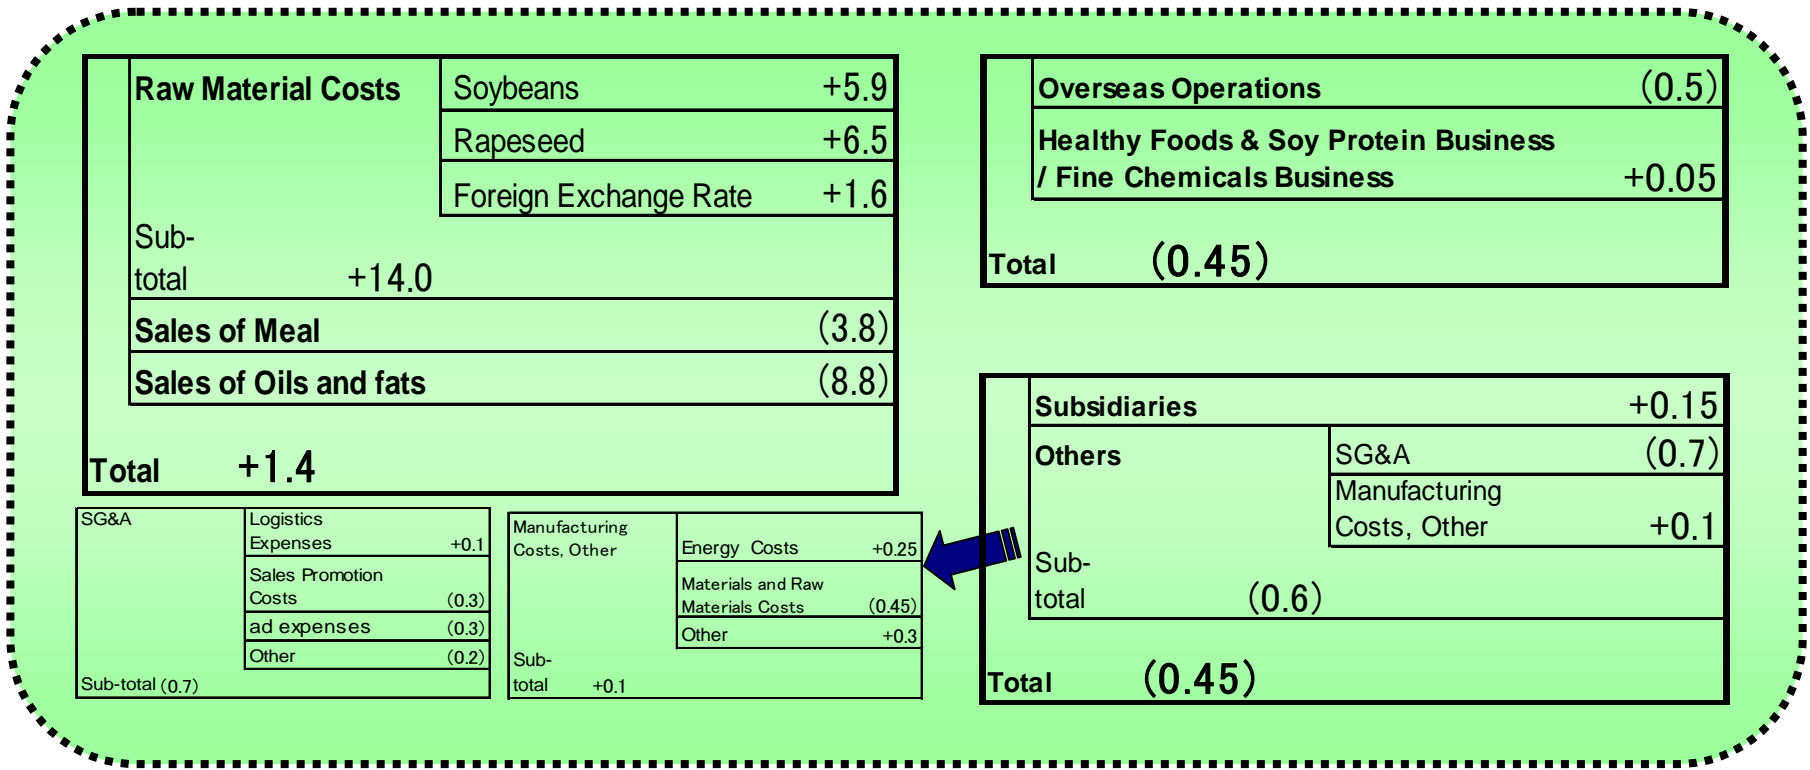 Raw Material Costs Soybeans +5.9
Rapeseed +6.5
Foreign Exchange Rate +1.6
Sub-
total +14.0
Sales of Meal (3.8)
Sales of Oils and fats (8.8)
Total +1.4
Overseas Operations (0.5)
Healthy Foods & Soy Protein Business
/ Fine Chemicals Business +0.05
Total (0.45)
Subsidiaries +0.15
Others SG&A (0.7)
Manufacturing
Costs, Other +0.1
Sub-
total (0.6)
Total (0.45)
SG&A Logistics
Expenses +0.1
Sales Promotion
Costs (0.3)
ad expenses (0.3)
Other (0.2)
Sub-total (0.7)
Manufacturing
Costs, Other Energy Costs +0.25
Materials and Raw
Materials Costs (0.45)
Other +0.3
Sub-
total +0.1